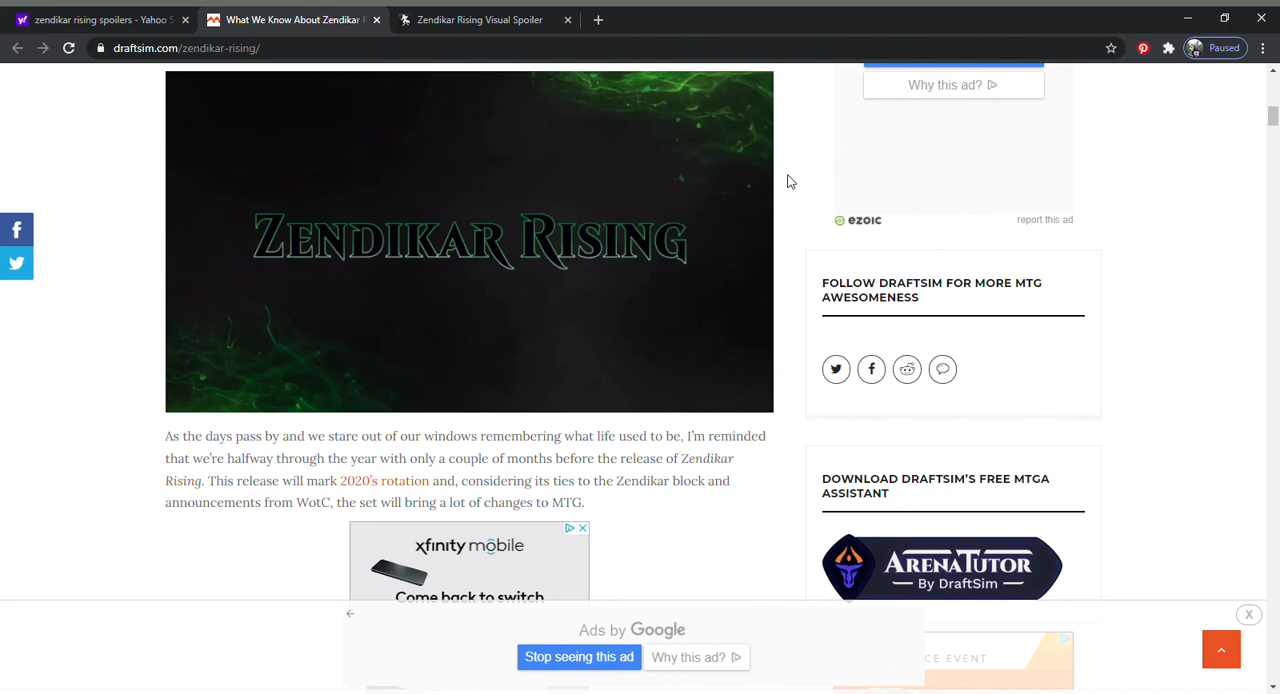 zendikar rising spoilers - Yahoo S
What We Know About Zendikar R
Zendikar Rising Visual Spoiler
draftsim.com/zendikar-rising/
Paused
Why this ad?
ezoic
report this ad
ZENDIKAR RISING
FOLLOW DRAFTSIM FOR MORE MTG
AWESOMENESS
As the days pass by and we stare out of our windows remembering what life used to be, I'm reminded
that we're halfway through the year with only a couple of months before the release of Zendikar
Rising. This release will mark 2020's rotation and, considering its ties to the Zendikar block and
announcements from WotC, the set will bring a lot of changes to MTG.
DOWNLOAD DRAFTSIM'S FREE MTGA
ASSISTANT
xfinity mobile
Come back to switch
ARENATUTOR
By DraftSim
Ads by Google
Stop seeing this ad
Why this ad?
CE EVENT
X